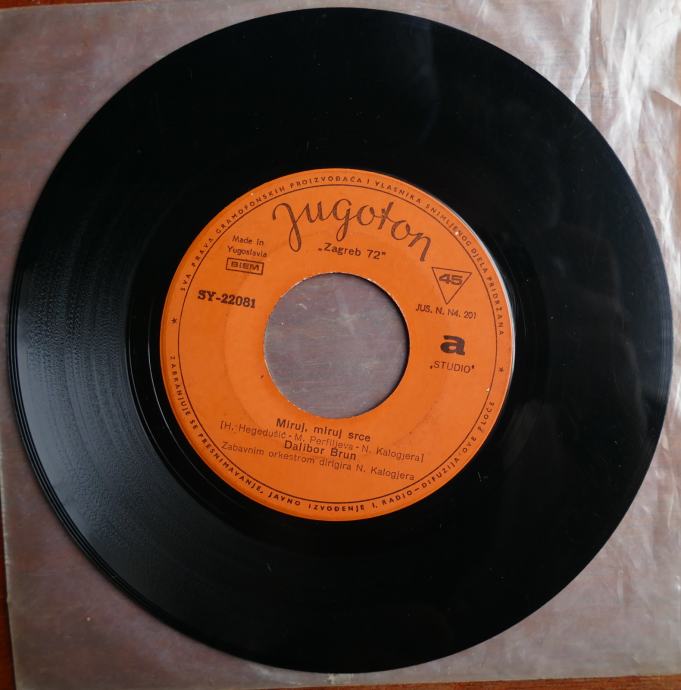 SVA PRAVA GRAMOFONSKIH PROIZVOĐAČA I VLASNIKA SNIMLJENOG DJELA PRIDRŽANA
Jugoton
„Zagreb 72”
Made in
Yugoslavia
BIEM
45
SY-22081
JUS. N. N4. 201
a
„STUDIO”
Miruj, miruj srce
[H. Hegedušić - M. Perfiljeva - N. Kalogjera]
Dalibor Brun
Zabavnim orkestrom dirigira N. Kalogjera
ZABRANJUJE SE PRESNIMAVANJE, JAVNO IZVOĐENJE I RADIO-DIFUZIJA OVE PLOČE